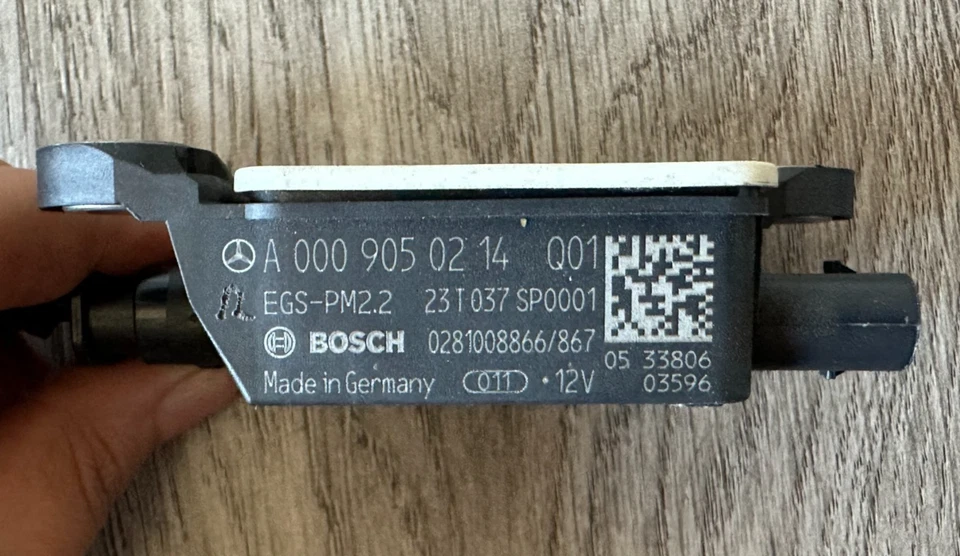 A 000 905 02 14 Q01
EGS-PM2.2 23T037 SP0001
BOSCH 0281008866/867
Made in Germany 011 · 12V
05 33806
03596